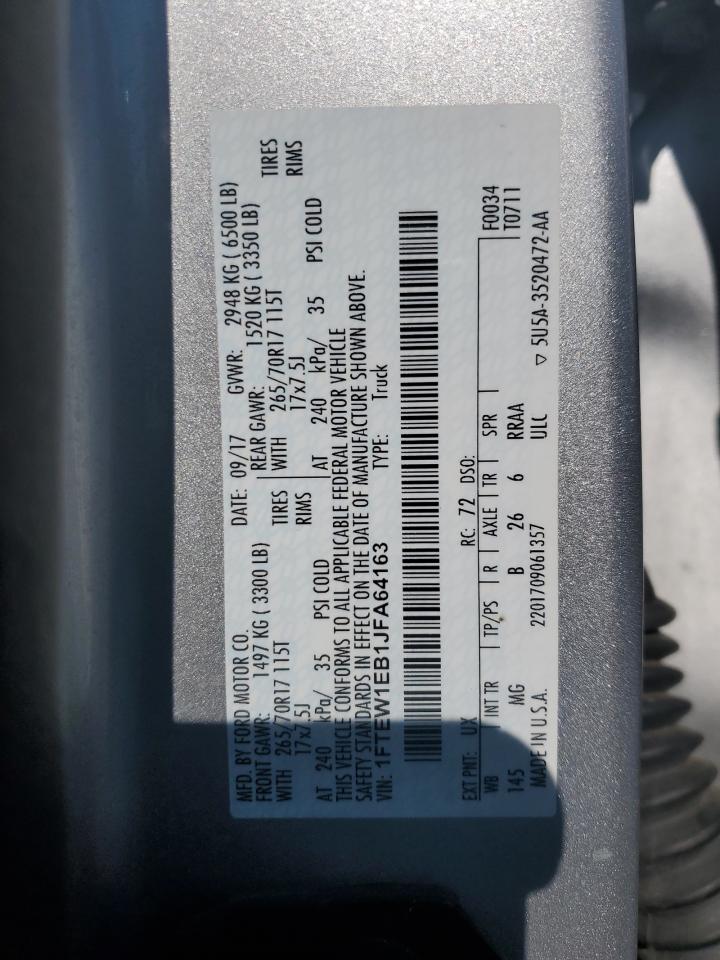 MFD. BY FORD MOTOR CO.
DATE: 09/17 GVWR: 2948 KG ( 6500 LB)
FRONT GAWR: 1497 KG ( 3300 LB) REAR GAWR: 1520 KG ( 3350 LB)
WITH 265/70R17 115T TIRES WITH 265/70R17 115T TIRES
17x7.5J RIMS 17x7.5J RIMS
AT 240 kPa/ 35 PSI COLD AT 240 kPa/ 35 PSI COLD
THIS VEHICLE CONFORMS TO ALL APPLICABLE FEDERAL MOTOR VEHICLE
SAFETY STANDARDS IN EFFECT ON THE DATE OF MANUFACTURE SHOWN ABOVE.
VIN: 1FTEW1EB1JFA64163 TYPE: Truck
EXT PNT: UX RC: 72 DSO: F0034
WB INT TR TP/PS R AXLE TR SPR T0711
145 MG B 26 6 RRAA
MADE IN U.S.A. 2201709061357 ULC ▽ 5U5A-3520472-AA